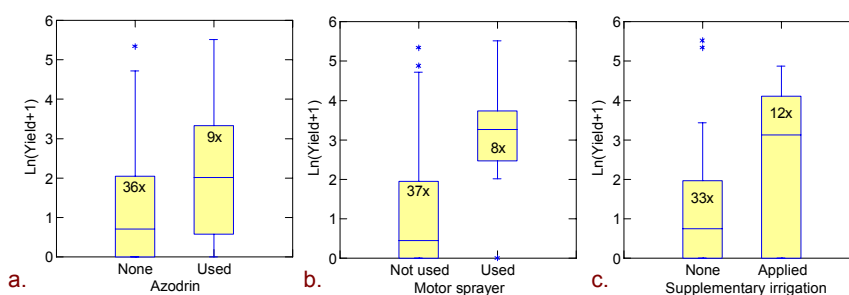 Ln(Yield+1)
6
5
4
3
2
1
0
36x
9x
None Used
Azodrin
a.
Ln(Yield+1)
6
5
4
3
2
1
0
37x
8x
Not used Used
Motor sprayer
b.
Ln(Yield+1)
6
5
4
3
2
1
0
33x
12x
None Applied
Supplementary irrigation
c.